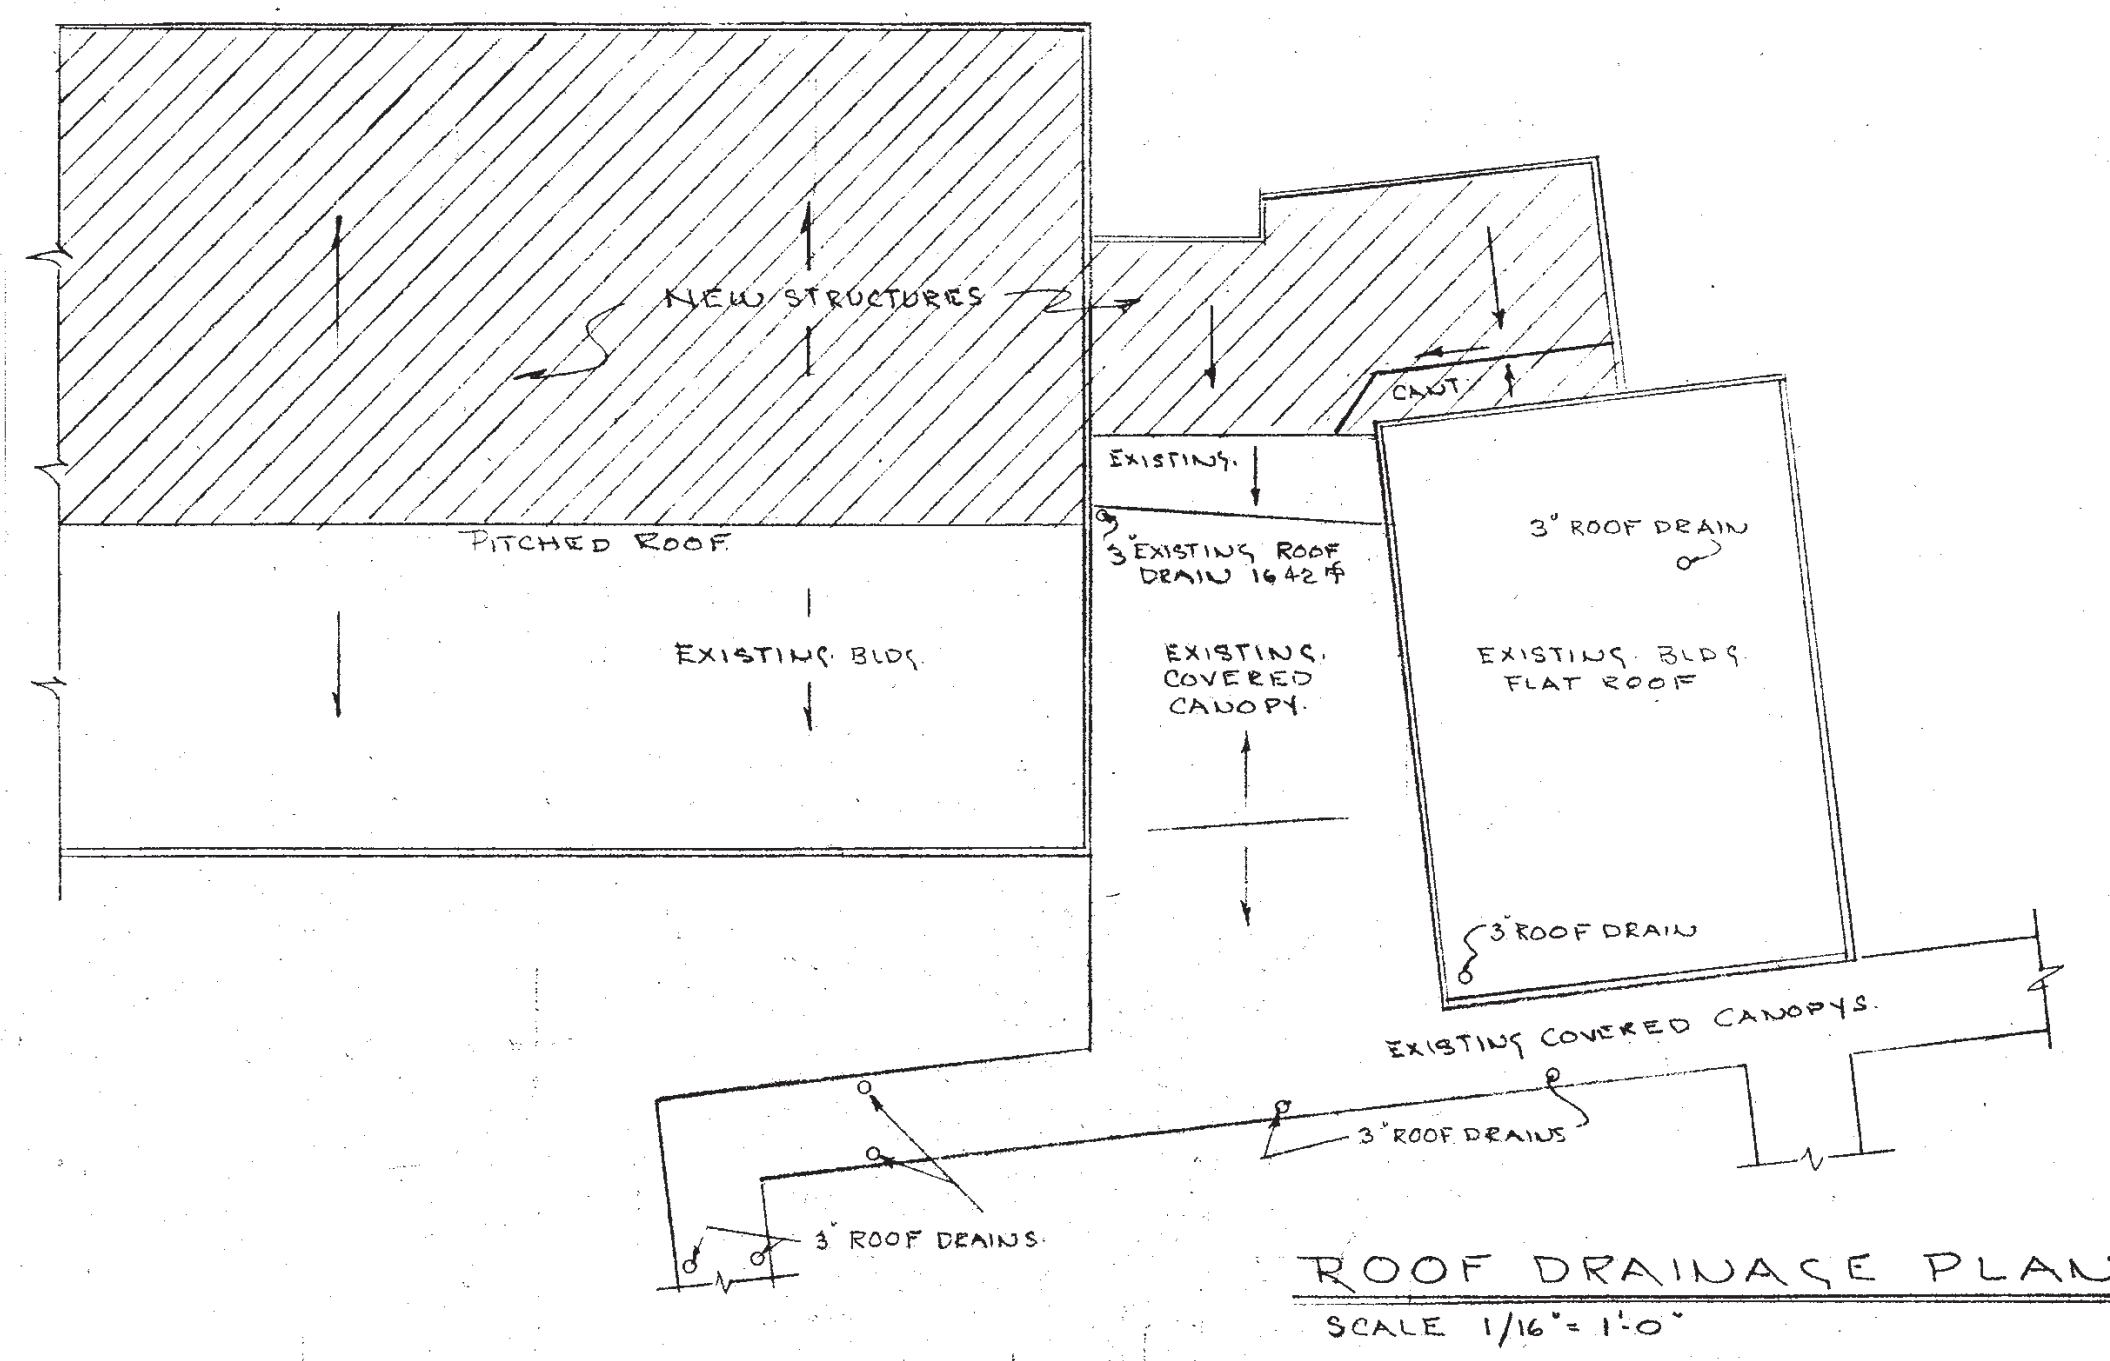 NEW STRUCTURES
CANT.
EXISTING.
PITCHED ROOF.
3" EXISTING ROOF
DRAIN 1642
3" ROOF DRAIN
EXISTING. BLDG.
EXISTING.
COVERED
CANOPY.
EXISTING. BLDG.
FLAT ROOF
3" ROOF DRAIN
EXISTING COVERED CANOPYS.
3" ROOF DRAINS
3" ROOF DRAINS.
ROOF DRAINAGE PLAN
SCALE 1/16" = 1'-0"